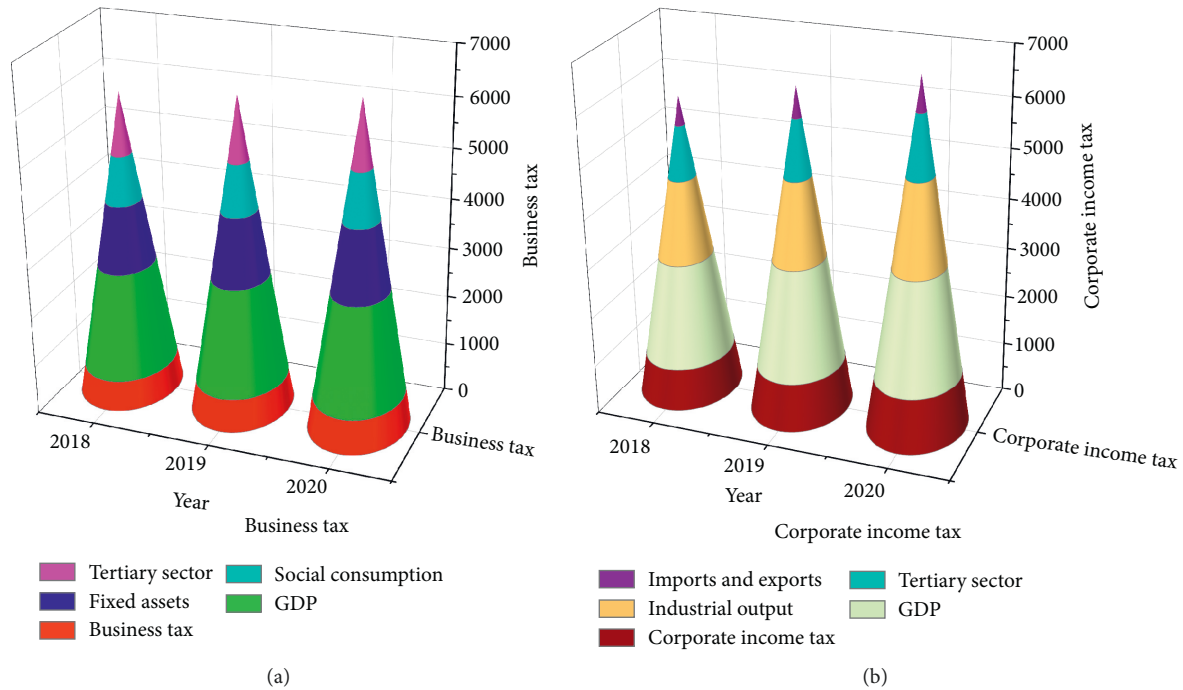 7000
6000
5000
4000
3000
2000
1000
0
Business tax
Business tax
2018
2019
2020
Year
Business tax
Tertiary sector
Social consumption
Fixed assets
GDP
Business tax
(a)
7000
6000
5000
4000
3000
2000
1000
0
Corporate income tax
Corporate income tax
2018
2019
2020
Year
Corporate income tax
Imports and exports
Tertiary sector
Industrial output
GDP
Corporate income tax
(b)